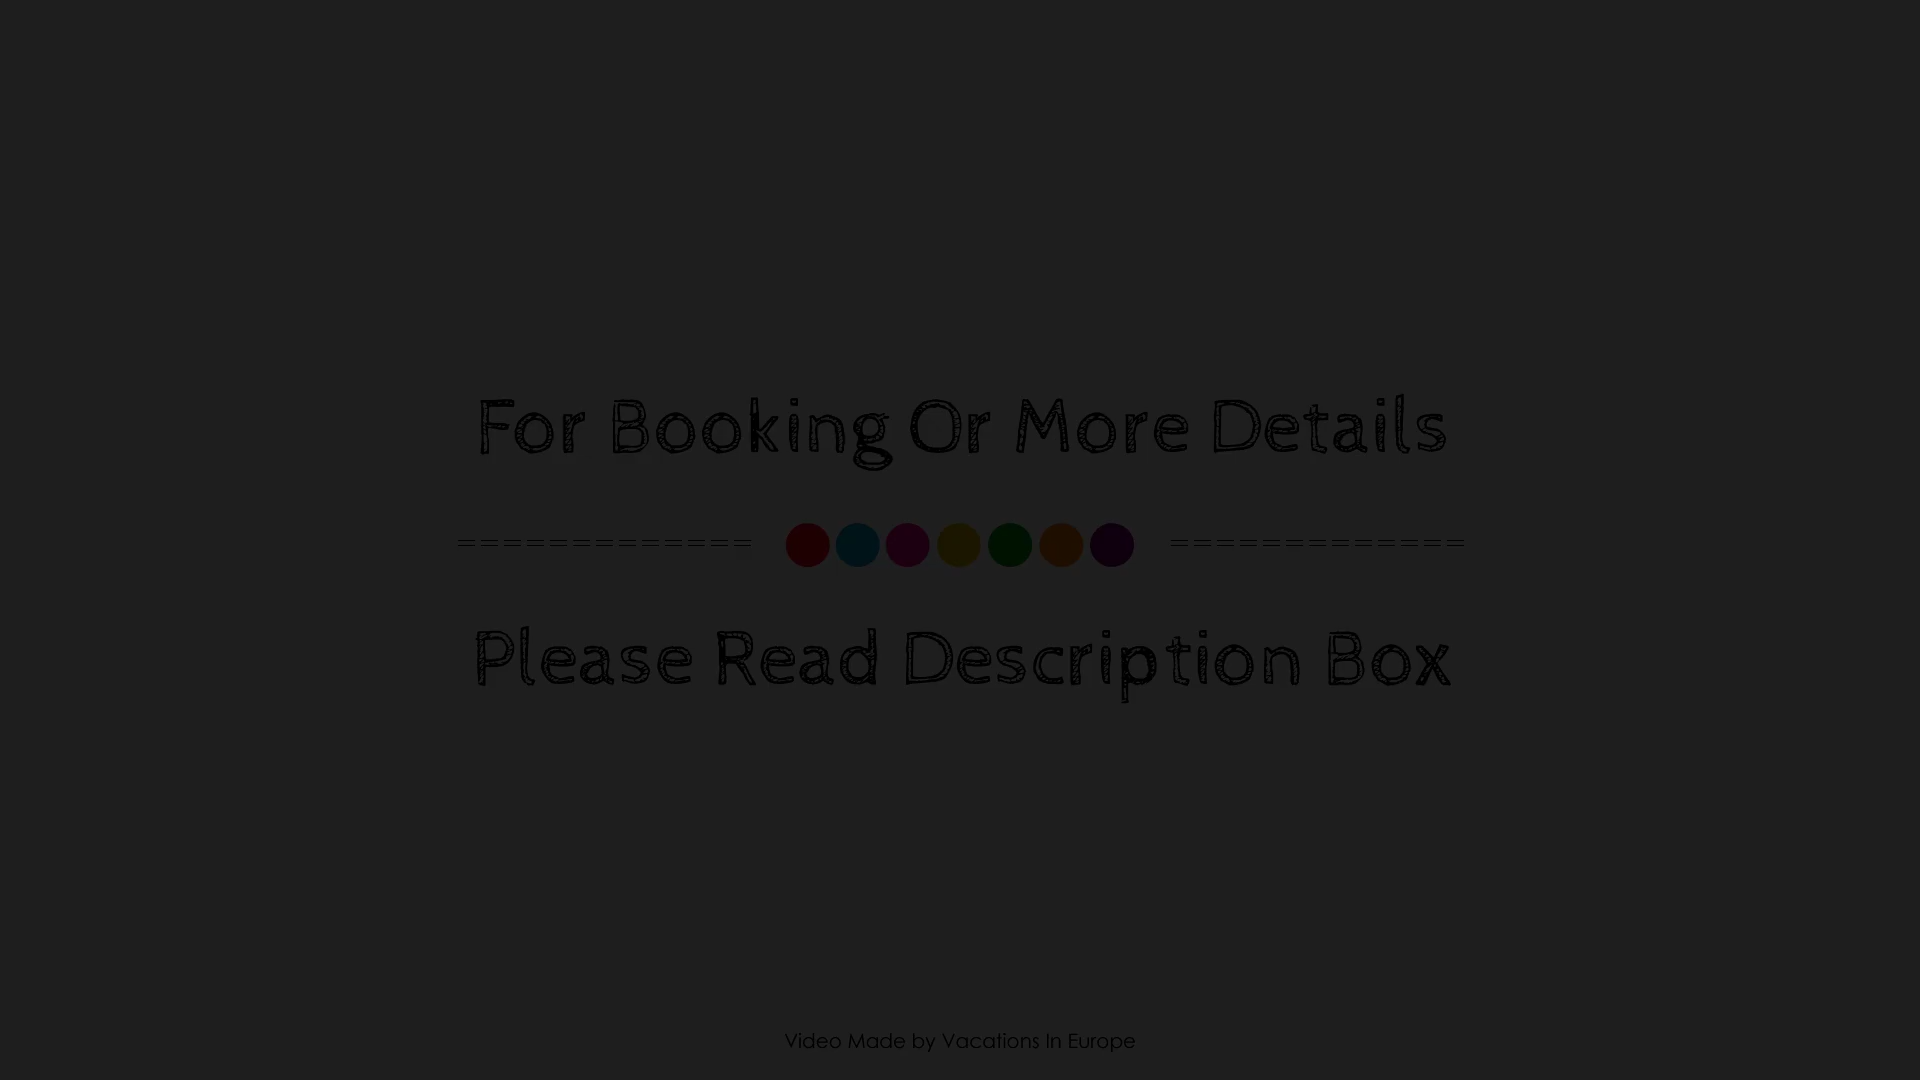 For Booking Or More Details
============= =============
Please Read Description Box
Video Made by Vacations In Europe